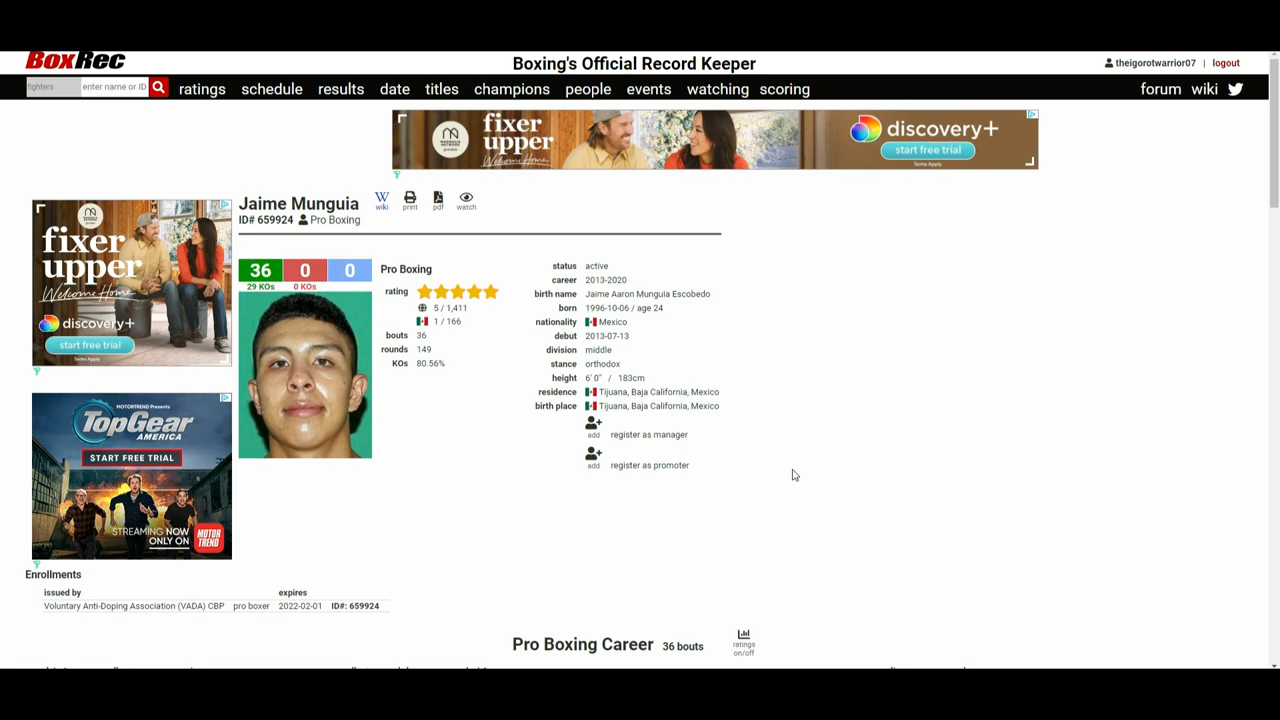 BoxRec
Boxing's Official Record Keeper
theigorotwarrior07 | logout
fighters enter name or ID
ratings schedule results date titles champions people events watching scoring
forum wiki
MAGNOLIA NETWORK
fixer upper
Welcome Home
discovery+
start free trial
Terms Apply
Jaime Munguia
W
wiki print pdf watch
ID# 659924 Pro Boxing
fixer
upper
Welcome Home
discovery+
start free trial
Terms Apply
36 0 0
29 KOs 0 KOs
Pro Boxing
rating
5 / 1,411
1 / 166
bouts 36
rounds 149
KOs 80.56%
status active
career 2013-2020
birth name Jaime Aaron Munguia Escobedo
born 1996-10-06 / age 24
nationality Mexico
debut 2013-07-13
division middle
stance orthodox
height 6' 0" / 183cm
residence Tijuana, Baja California, Mexico
birth place Tijuana, Baja California, Mexico
add register as manager
add register as promoter
MOTORTREND Presents
TopGear
AMERICA
START FREE TRIAL
STREAMING NOW
ONLY ON
MOTOR TREND
Enrollments
issued by expires
Voluntary Anti-Doping Association (VADA) CBP pro boxer 2022-02-01 ID#: 659924
Pro Boxing Career 36 bouts
ratings
on/off